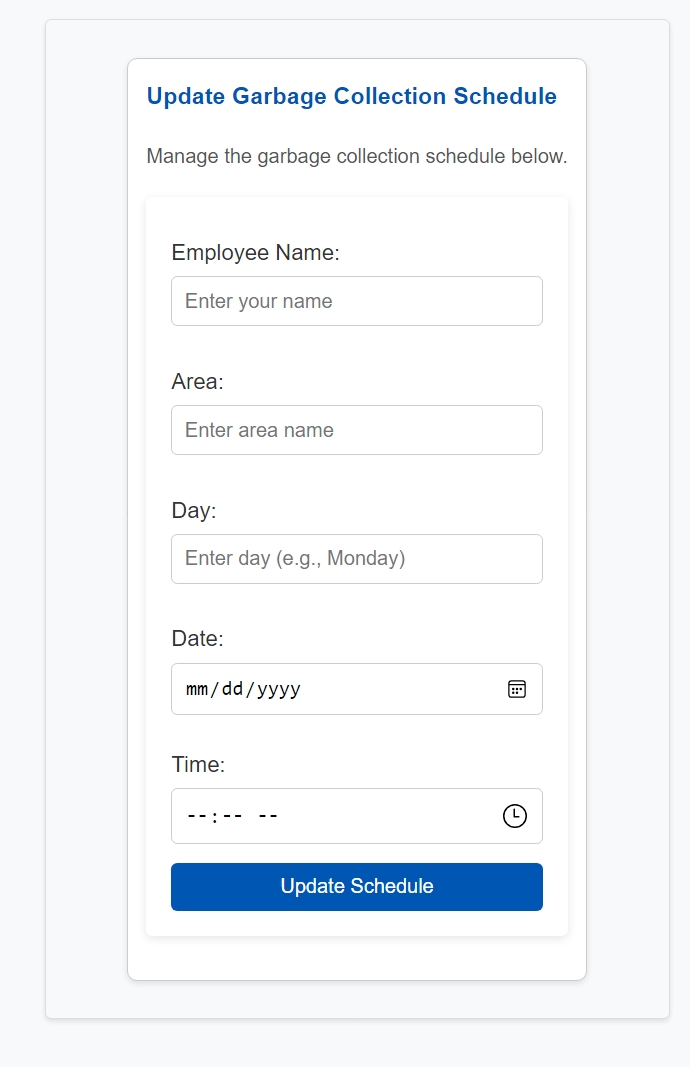 Update Garbage Collection Schedule
Manage the garbage collection schedule below.
Employee Name:
Enter your name
Area:
Enter area name
Day:
Enter day (e.g., Monday)
Date:
mm/dd/yyyy
Time:
--:-- --
Update Schedule